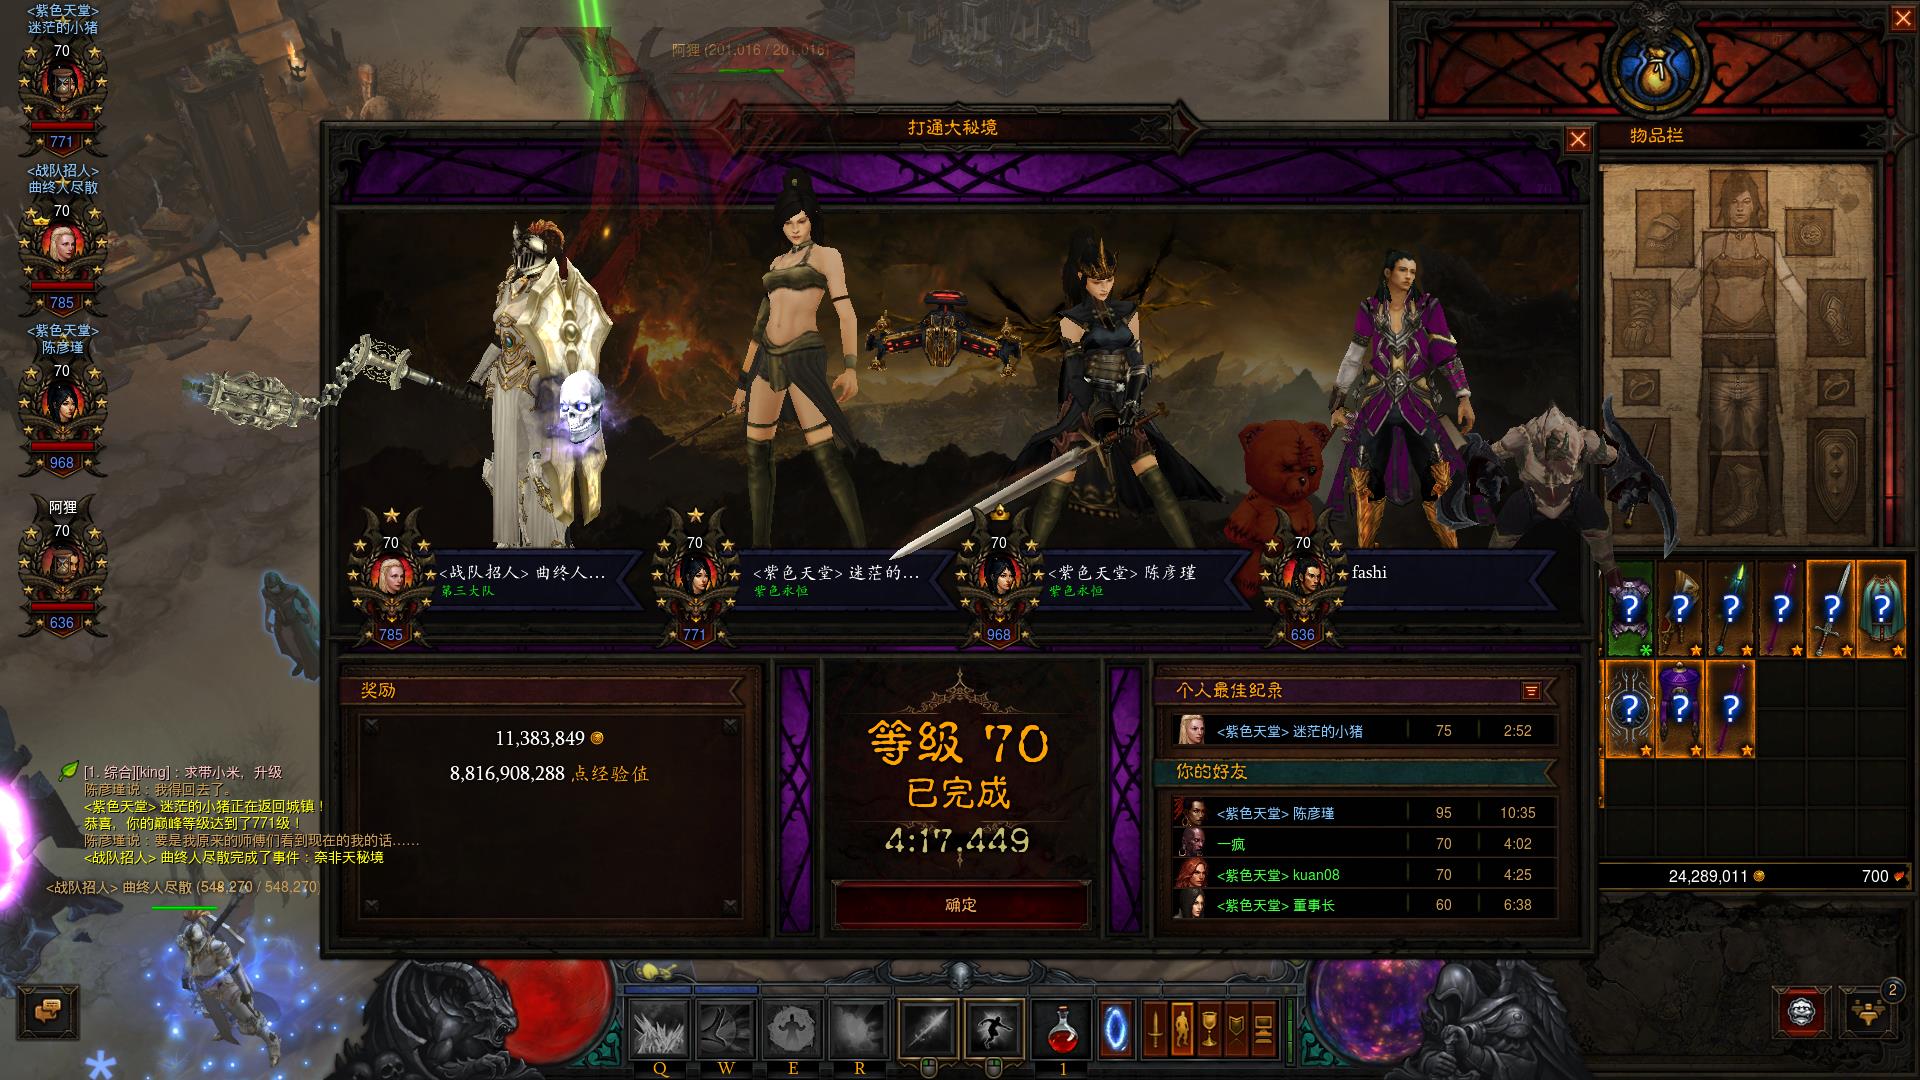 <紫色天堂>
迷茫的小猪
70
771
<战队招人>
曲终人尽散
70
785
<紫色天堂>
陈彦瑾
70
968
阿狸
70
636
阿狸 (201,016 / 201,016)
打通大秘境
物品栏
70
<战队招人> 曲终人...
第三大队
785
70
<紫色天堂> 迷茫的...
紫色永恒
771
70
<紫色天堂> 陈彦瑾
紫色永恒
968
70
fashi
636
奖励
11,383,849
8,816,908,288 点经验值
等级 70
已完成
4:17.449
确定
个人最佳纪录
<紫色天堂> 迷茫的小猪 75 2:52
你的好友
<紫色天堂> 陈彦瑾 95 10:35
一疯 70 4:02
<紫色天堂> kuan08 70 4:25
<紫色天堂> 董事长 60 6:38
? ? ? ? ? ?
? ? ?
24,289,011 700
[1. 综合][king]：求带小米，升级
陈彦瑾说：我得回去了。
<紫色天堂> 迷茫的小猪正在返回城镇！
恭喜，你的巅峰等级达到了771级！
陈彦瑾说：要是我原来的师傅们看到现在的我的话……
<战队招人> 曲终人尽散完成了事件：奈非天秘境
<战队招人> 曲终人尽散 (548,270 / 548,270)
Q W E R 1
2